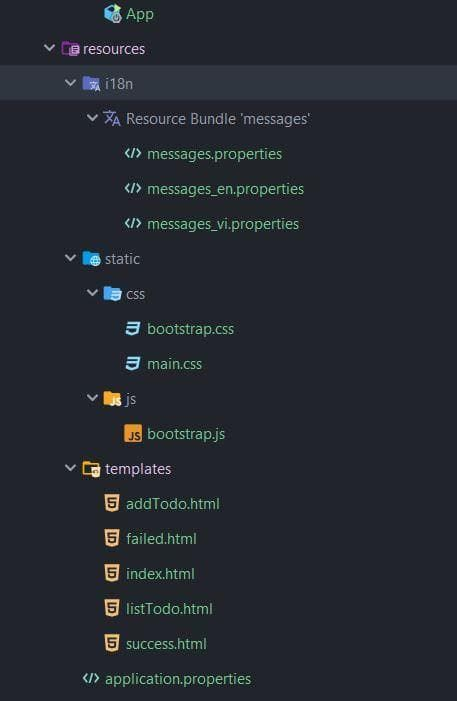 App
resources
i18n
Resource Bundle 'messages'
messages.properties
messages_en.properties
messages_vi.properties
static
css
bootstrap.css
main.css
js
bootstrap.js
templates
addTodo.html
failed.html
index.html
listTodo.html
success.html
application.properties